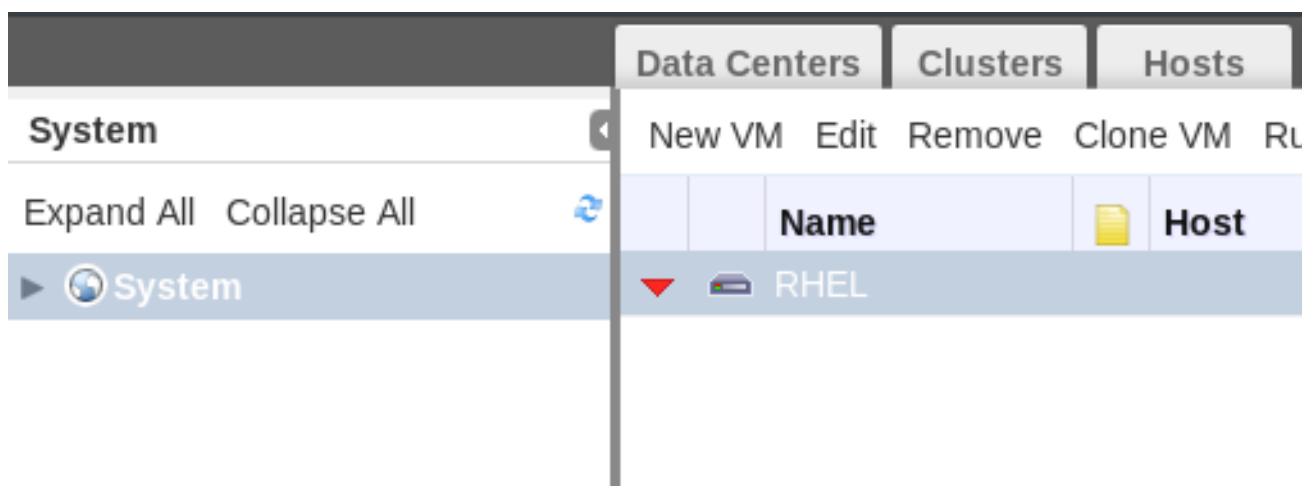 Data Centers Clusters Hosts
System
New VM Edit Remove Clone VM Ru
Expand All Collapse All
Name Host
System
RHEL